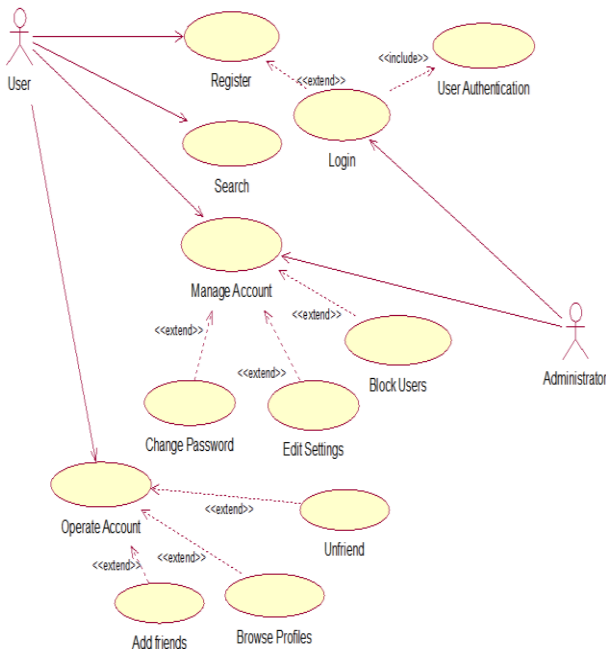 <<include>>
User
Register
<<extend>>
User Authentication
Login
Search
Manage Account
<<extend>>
<<extend>>
Block Users
Administrator
<<extend>>
Change Password
Edit Settings
Operate Account
<<extend>>
Unfriend
<<extend>>
<<extend>>
Add friends
Browse Profiles